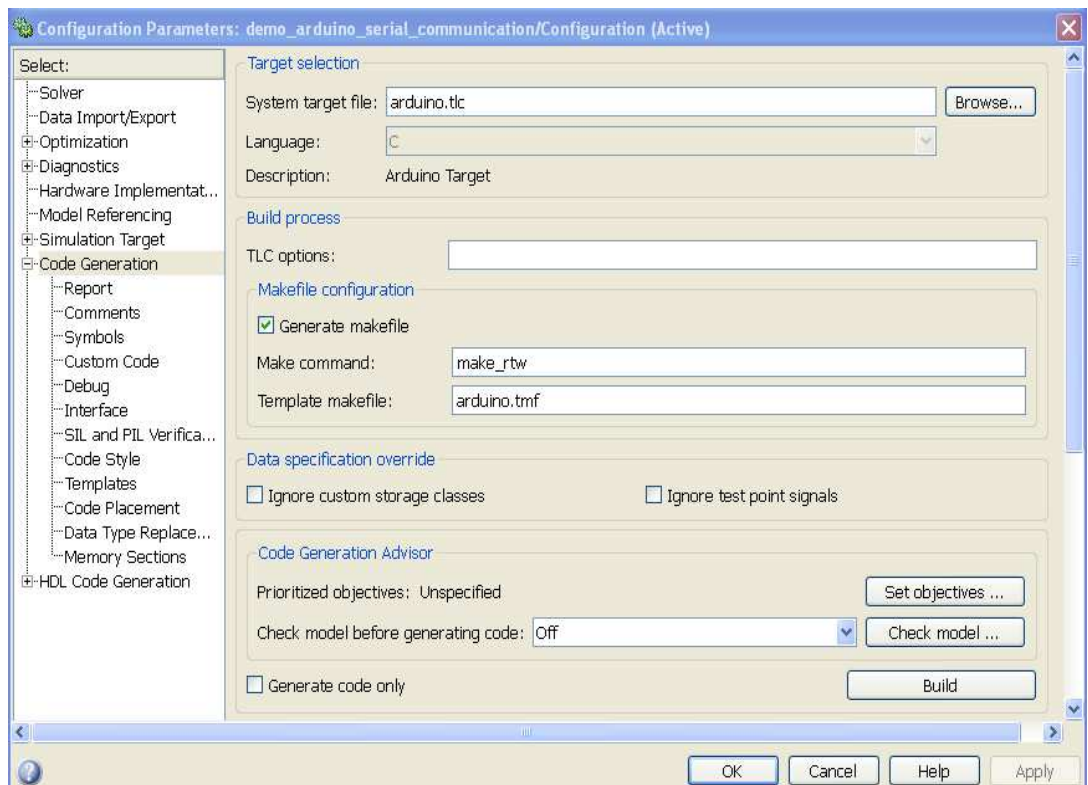 Configuration Parameters: demo_arduino_serial_communication/Configuration (Active)
Select:
Solver
Data Import/Export
Optimization
Diagnostics
Hardware Implementat...
Model Referencing
Simulation Target
Code Generation
Report
Comments
Symbols
Custom Code
Debug
Interface
SIL and PIL Verifica...
Code Style
Templates
Code Placement
Data Type Replace...
Memory Sections
HDL Code Generation
Target selection
System target file: arduino.tlc Browse...
Language: C
Description: Arduino Target
Build process
TLC options:
Makefile configuration
Generate makefile
Make command: make_rtw
Template makefile: arduino.tmf
Data specification override
Ignore custom storage classes Ignore test point signals
Code Generation Advisor
Prioritized objectives: Unspecified Set objectives ...
Check model before generating code: Off Check model ...
Generate code only Build
OK Cancel Help Apply